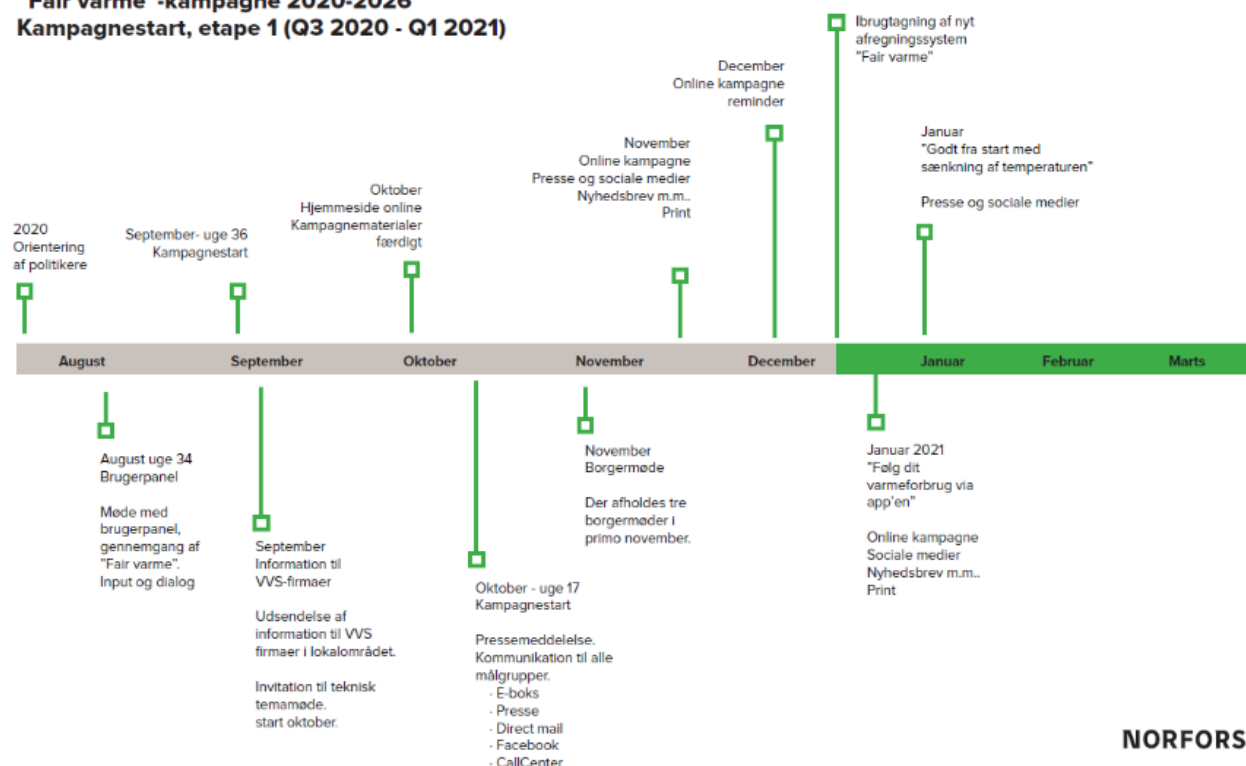 "Fair varme"-kampagne 2020-2026
Kampagnestart, etape 1 (Q3 2020 - Q1 2021)
Ibrugtagning af nyt
afregningssystem
"Fair varme"
December
Online kampagne
reminder
Januar
"Godt fra start med
sænkning af temperaturen"
Presse og sociale medier
November
Online kampagne
Presse og sociale medier
Nyhedsbrev m.m..
Print
Oktober
Hjemmeside online
Kampagnematerialer
færdigt
September- uge 36
Kampagnestart
2020
Orientering
af politikere
August
September
Oktober
November
December
Januar
Februar
Marts
August uge 34
Brugerpanel
Møde med
brugerpanel,
gennemgang af
"Fair varme".
Input og dialog
September
Information til
VVS-firmaer
Udsendelse af
information til VVS
firmaer i lokalområdet.
Invitation til teknisk
temamøde.
start oktober.
Oktober - uge 17
Kampagnestart
Pressemeddelelse.
Kommunikation til alle
målgrupper.
- E-boks
- Presse
- Direct mail
- Facebook
- CallCenter
November
Borgermøde
Der afholdes tre
borgermøder i
primo november.
Januar 2021
"Følg dit
varmeforbrug via
app'en"
Online kampagne
Sociale medier
Nyhedsbrev m.m..
Print
NORFORS